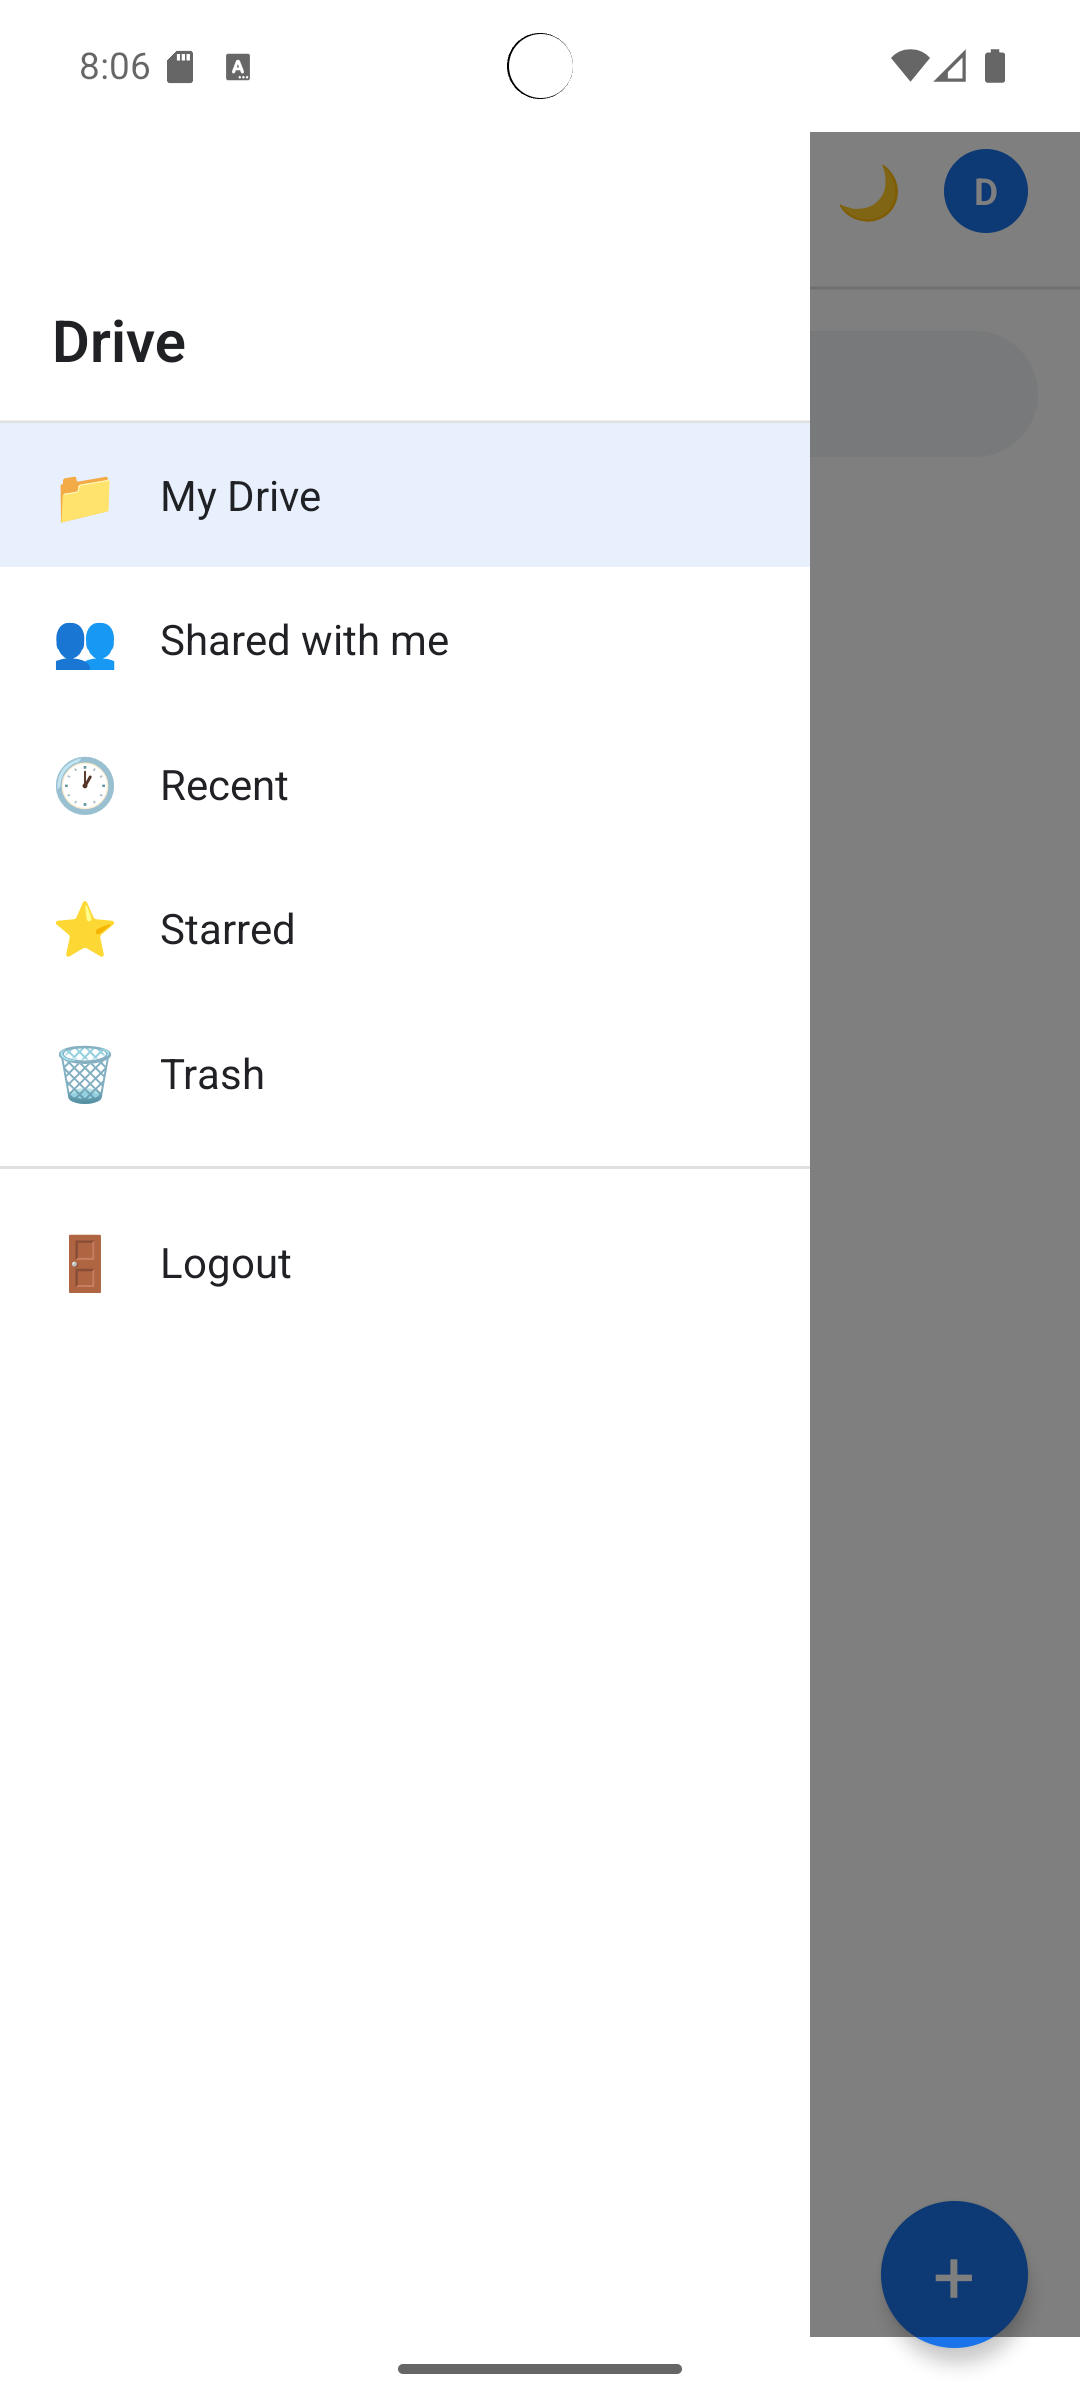 8:06
D
Drive
My Drive
Shared with me
Recent
Starred
Trash
Logout
+